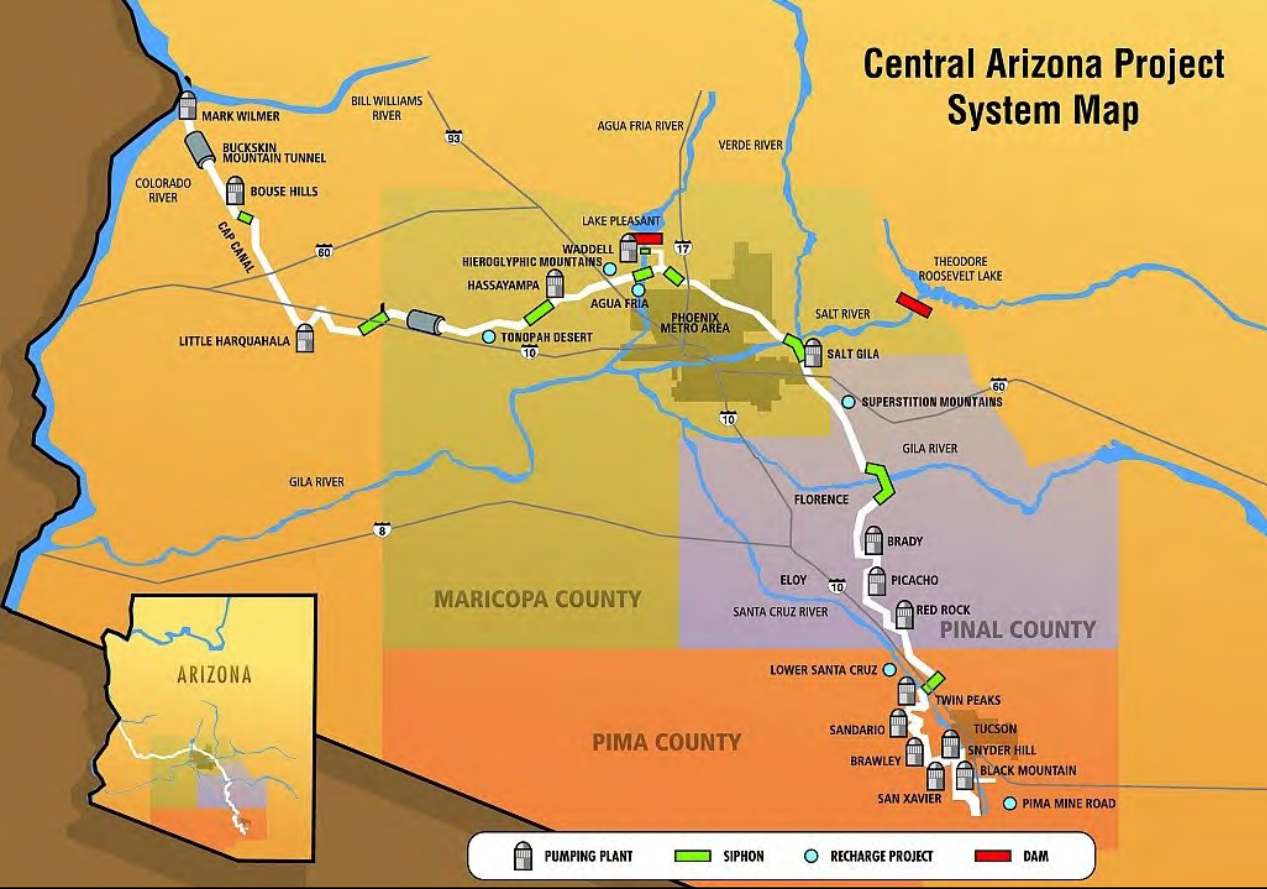 Central Arizona Project
System Map
MARK WILMER
BILL WILLIAMS
RIVER
93
AGUA FRIA RIVER
VERDE RIVER
BUCKSKIN
MOUNTAIN TUNNEL
COLORADO
RIVER
BOUSE HILLS
CAP CANAL
60
LAKE PLEASANT
WADDELL
17
HIEROGLYPHIC MOUNTAINS
HASSAYAMPA
THEODORE
ROOSEVELT LAKE
AGUA FRIA
PHOENIX
METRO AREA
SALT RIVER
LITTLE HARQUAHALA
TONOPAH DESERT
10
SALT GILA
60
SUPERSTITION MOUNTAINS
10
GILA RIVER
GILA RIVER
FLORENCE
8
BRADY
ELOY
10
PICACHO
MARICOPA COUNTY
SANTA CRUZ RIVER
RED ROCK
PINAL COUNTY
ARIZONA
LOWER SANTA CRUZ
TWIN PEAKS
SANDARIO
TUCSON
PIMA COUNTY
SNYDER HILL
BRAWLEY
BLACK MOUNTAIN
SAN XAVIER
PIMA MINE ROAD
PUMPING PLANT
SIPHON
RECHARGE PROJECT
DAM